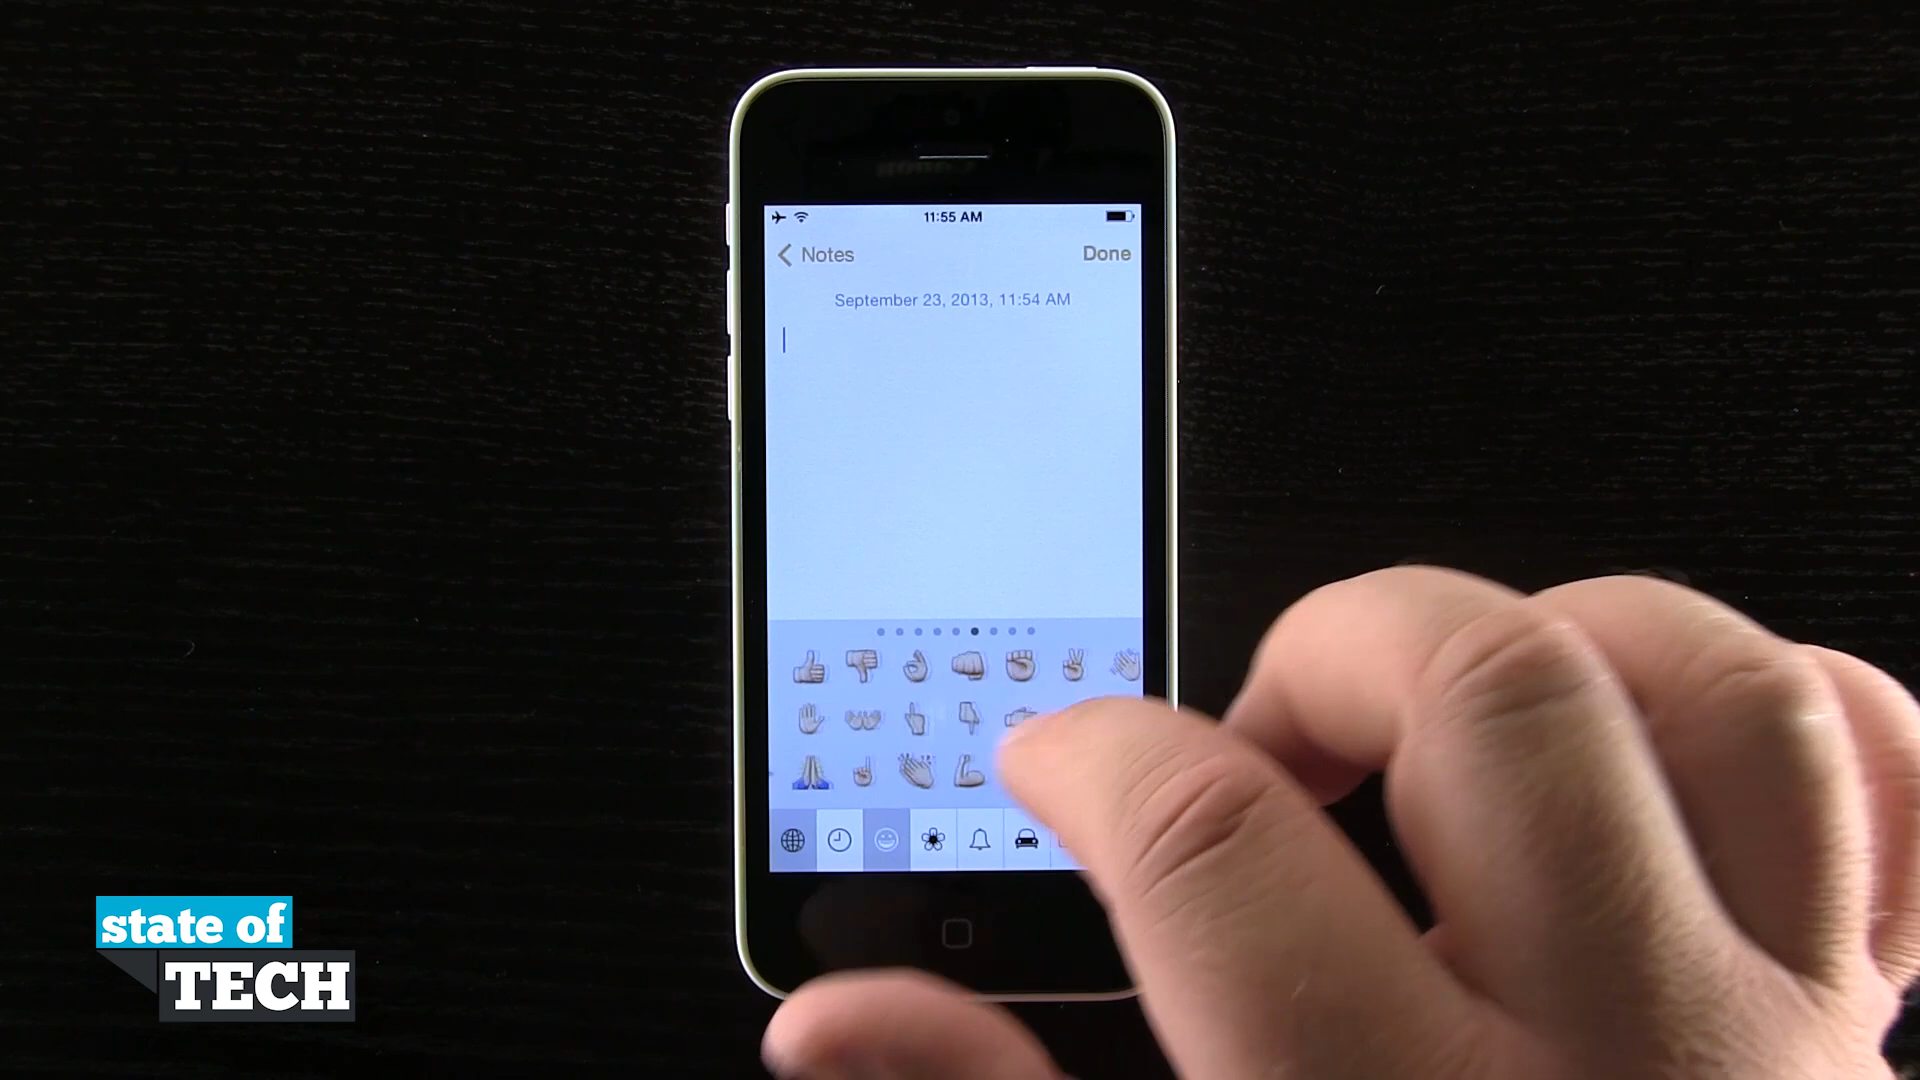 11:55 AM
Notes
Done
September 23, 2013, 11:54 AM
state of
TECH